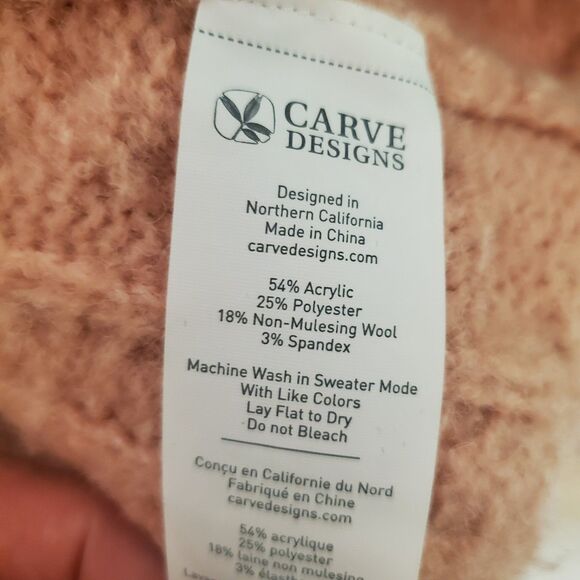 CARVE
DESIGNS
Designed in
Northern California
Made in China
carvedesigns.com
54% Acrylic
25% Polyester
18% Non-Mulesing Wool
3% Spandex
Machine Wash in Sweater Mode
With Like Colors
Lay Flat to Dry
Do not Bleach
Conçu en Californie du Nord
Fabriqué en Chine
carvedesigns.com
54% acrylique
25% polyester
18% laine non mulesing
3%